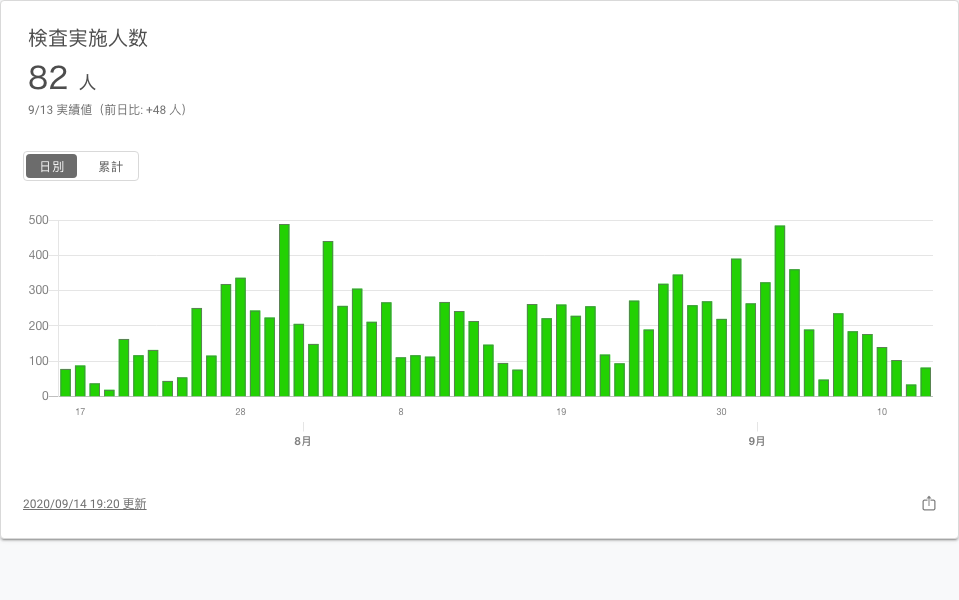 検査実施人数
82 人
9/13 実績値（前日比: +48 人）
日別 累計
500
400
300
200
100
0
17 28 8 19 30 10
8月 9月
2020/09/14 19:20 更新